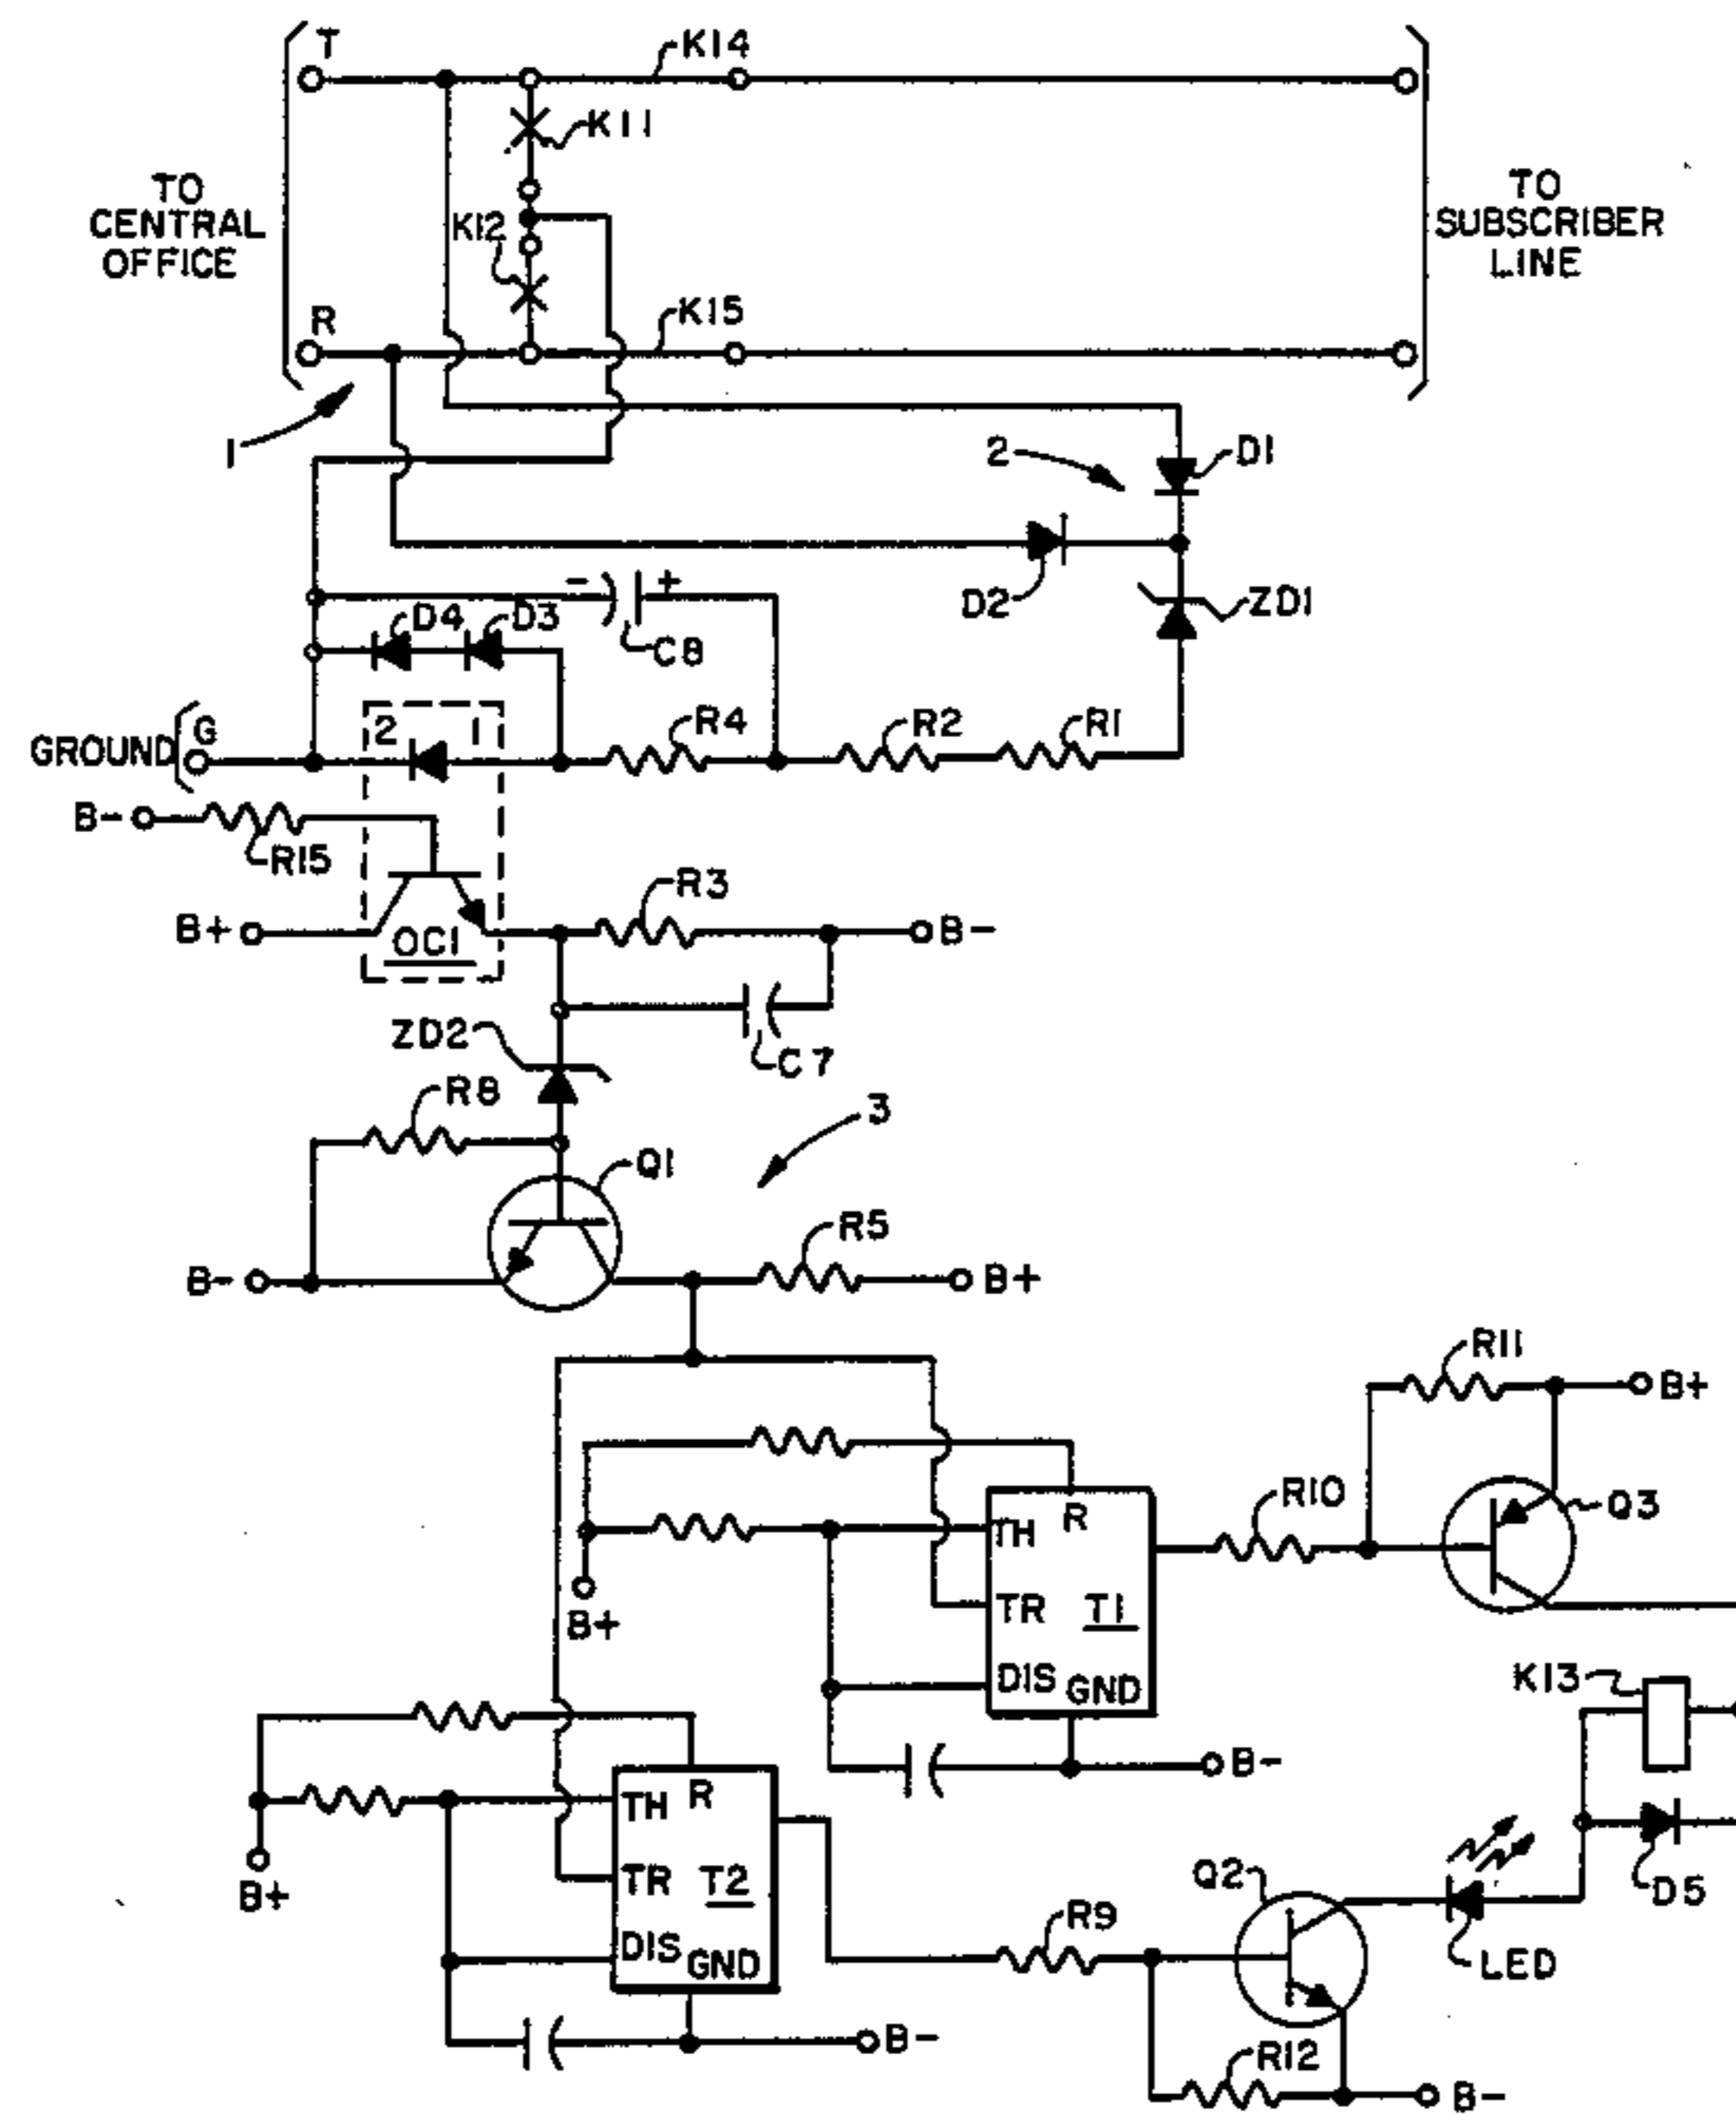 T
K14
K11
TO
CENTRAL
OFFICE
K12
TO
SUBSCRIBER
LINE
R
K15
1
2
D1
D2
ZD1
- +
D4
D3
C8
GROUND
G
2
1
R4
R2
R1
B-
R15
R3
B+
OC1
B-
ZD2
C7
R8
3
Q1
R5
B-
B+
R11
B+
R10
Q3
TH
R
B+
TR
T1
DIS
GND
K13
B-
TH
R
B+
TR
T2
Q2
D5
DIS
GND
R9
LED
B-
R12
B-